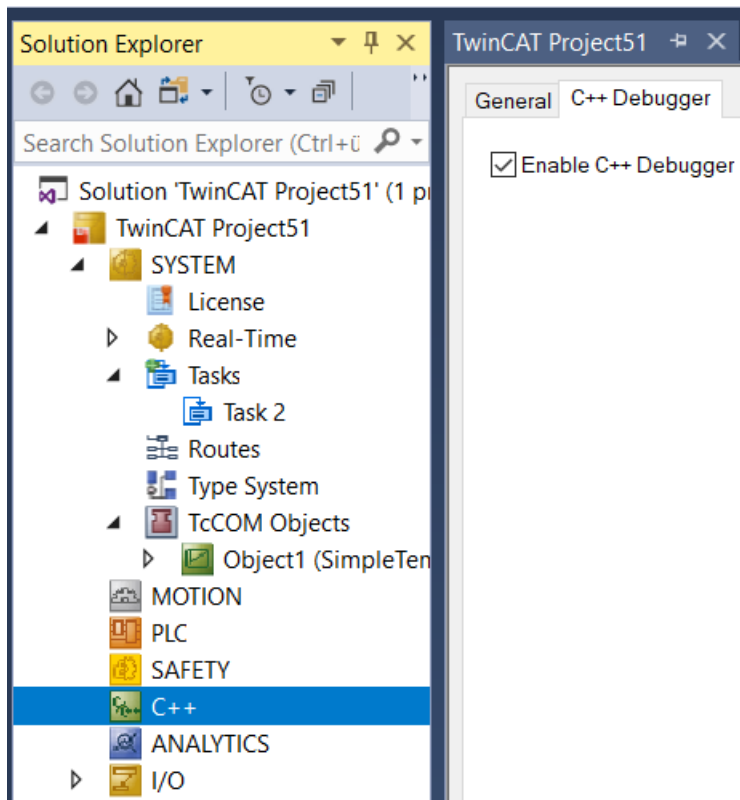 Solution Explorer
Search Solution Explorer (Ctrl+ü
Solution 'TwinCAT Project51' (1 pr
TwinCAT Project51
SYSTEM
License
Real-Time
Tasks
Task 2
Routes
Type System
TcCOM Objects
Object1 (SimpleTem
MOTION
PLC
SAFETY
C++
ANALYTICS
I/O
TwinCAT Project51
General C++ Debugger
Enable C++ Debugger